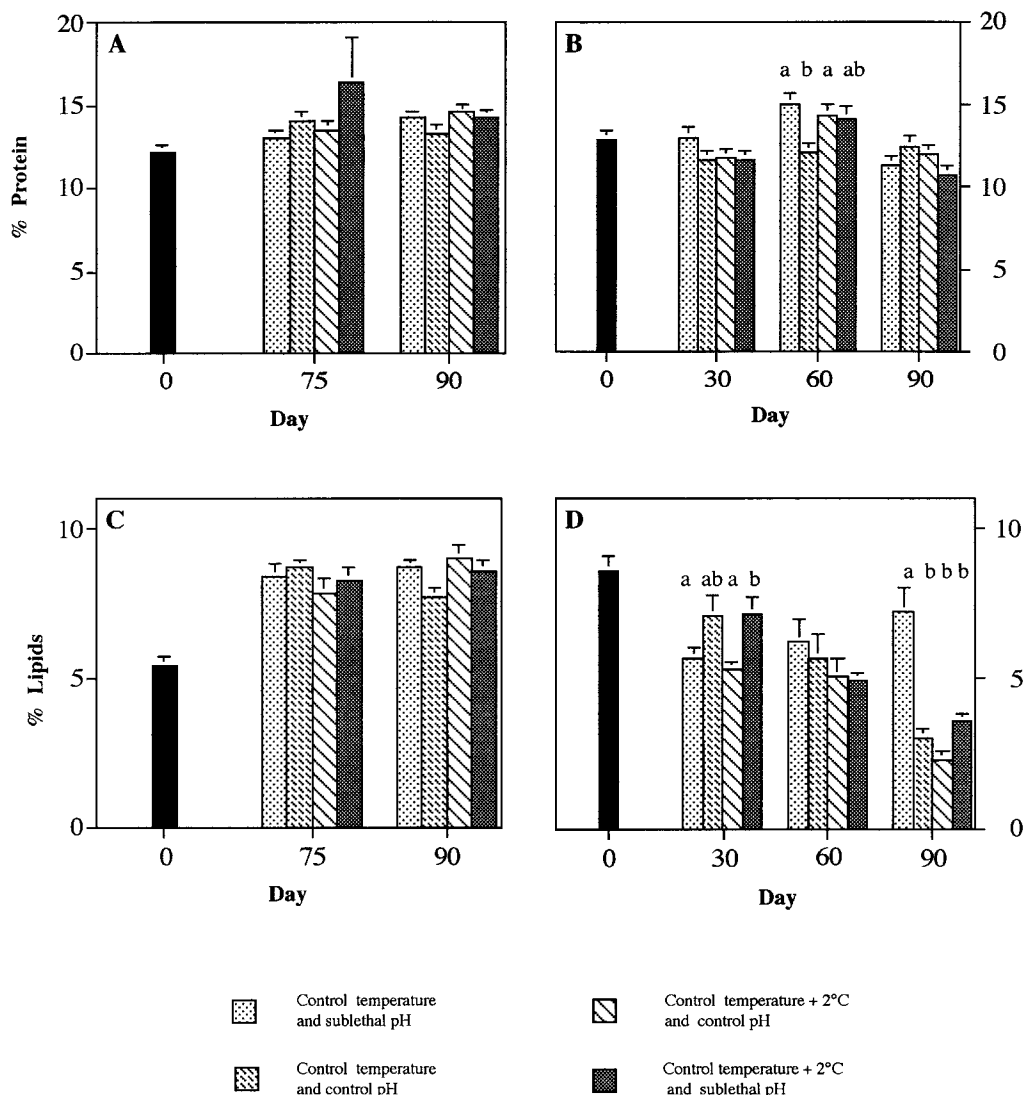 20
15
10
5
0
% Protein
A
0 75 90
Day
B
a b a ab
20
15
10
5
0
0 30 60 90
Day
10
5
0
% Lipids
C
0 75 90
Day
D
a ab a b
a b b b
10
5
0
0 30 60 90
Day
Control temperature
and sublethal pH
Control temperature
and control pH
Control temperature + 2°C
and control pH
Control temperature + 2°C
and sublethal pH